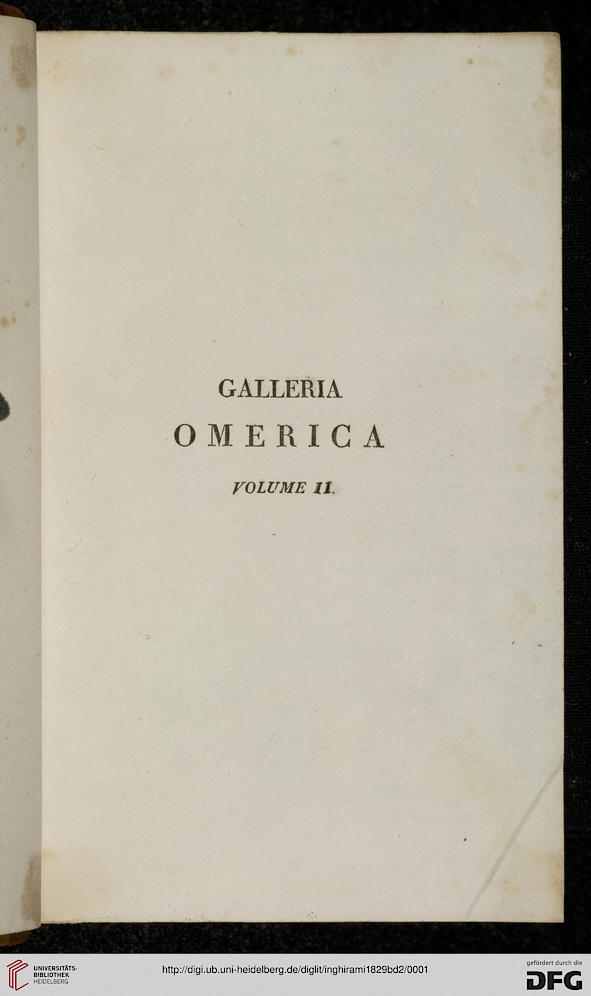 GALLERIA
OMERICA
VOLUME II.
UNIVERSITÄTS-
BIBLIOTHEK
HEIDELBERG
http://digi.ub.uni-heidelberg.de/diglit/inghirami1829bd2/0001
gefördert durch die
DFG